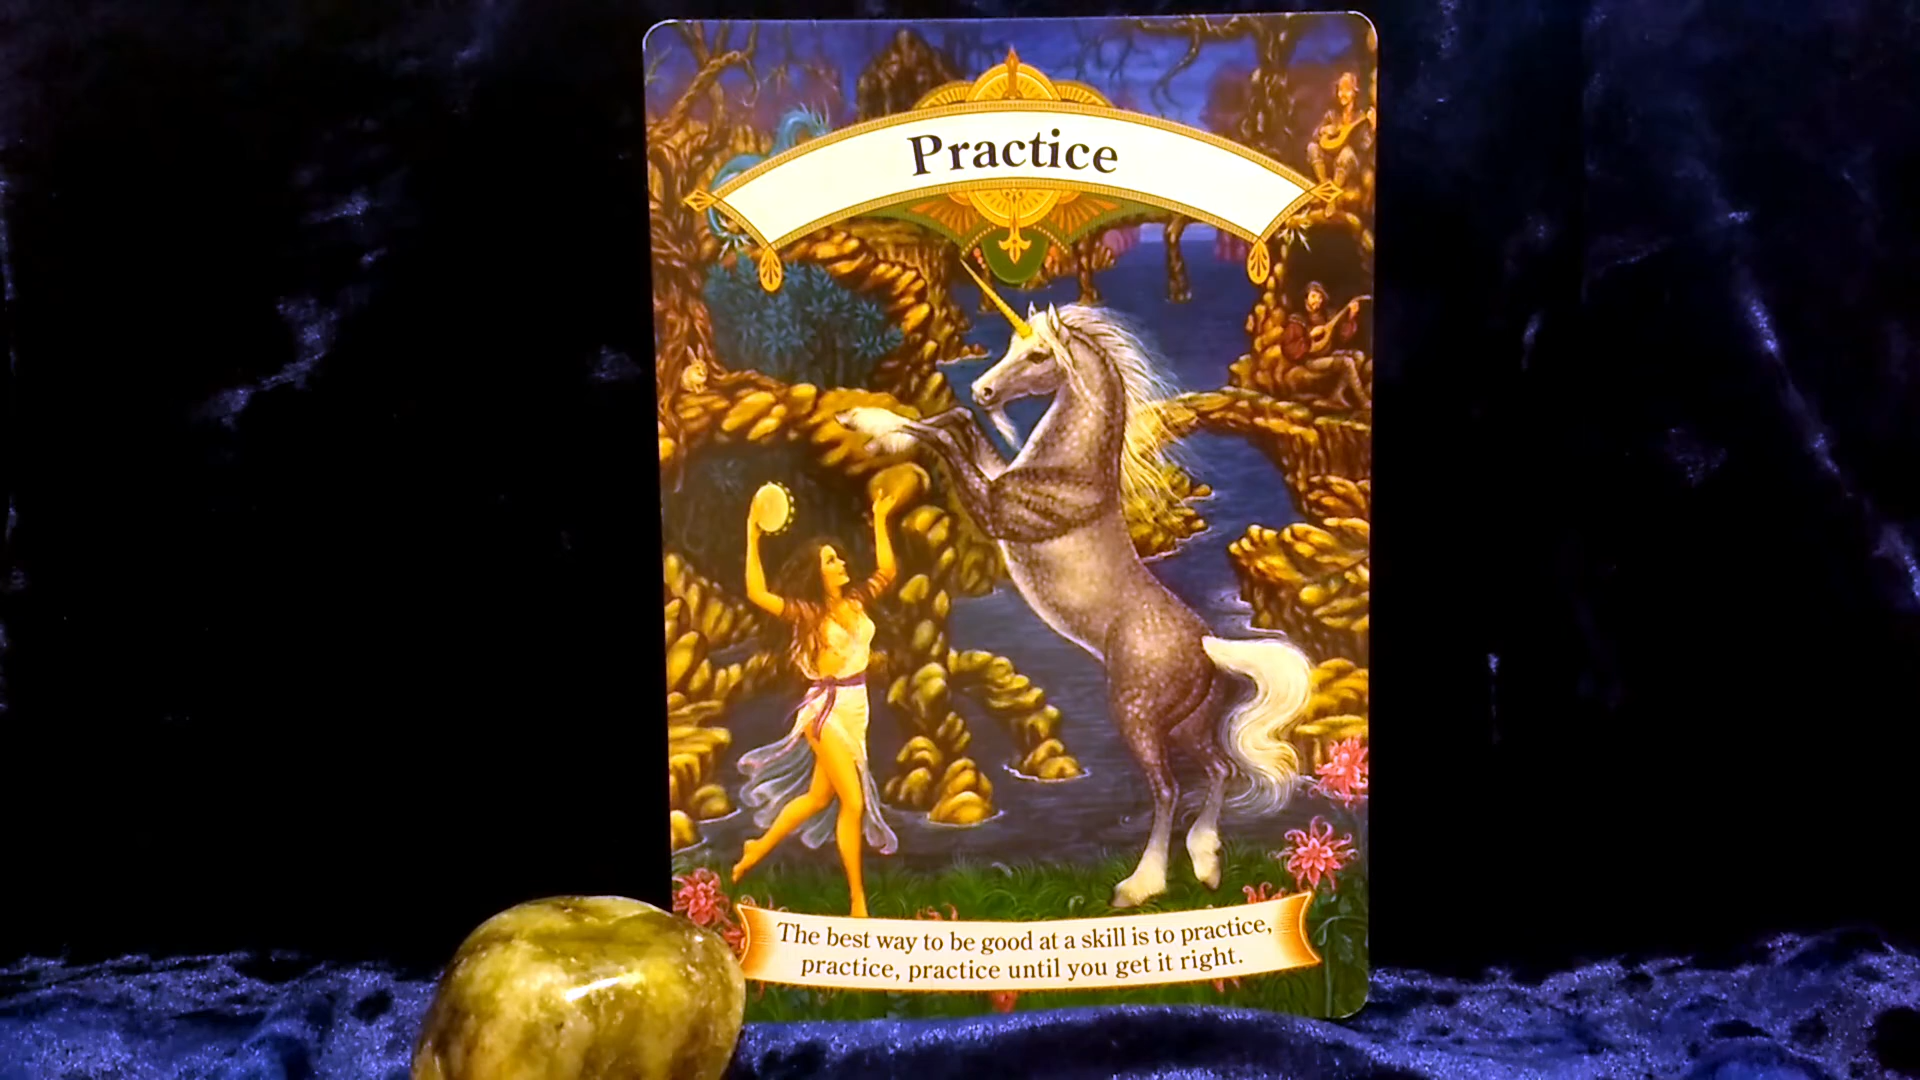 Practice
The best way to be good at a skill is to practice,
practice, practice until you get it right.